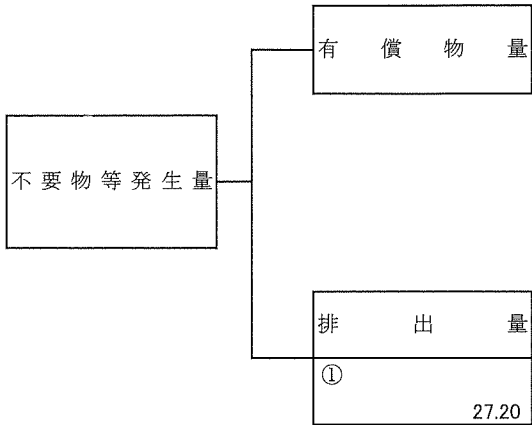 有償物量
不要物等発生量
排出量
①
27.20